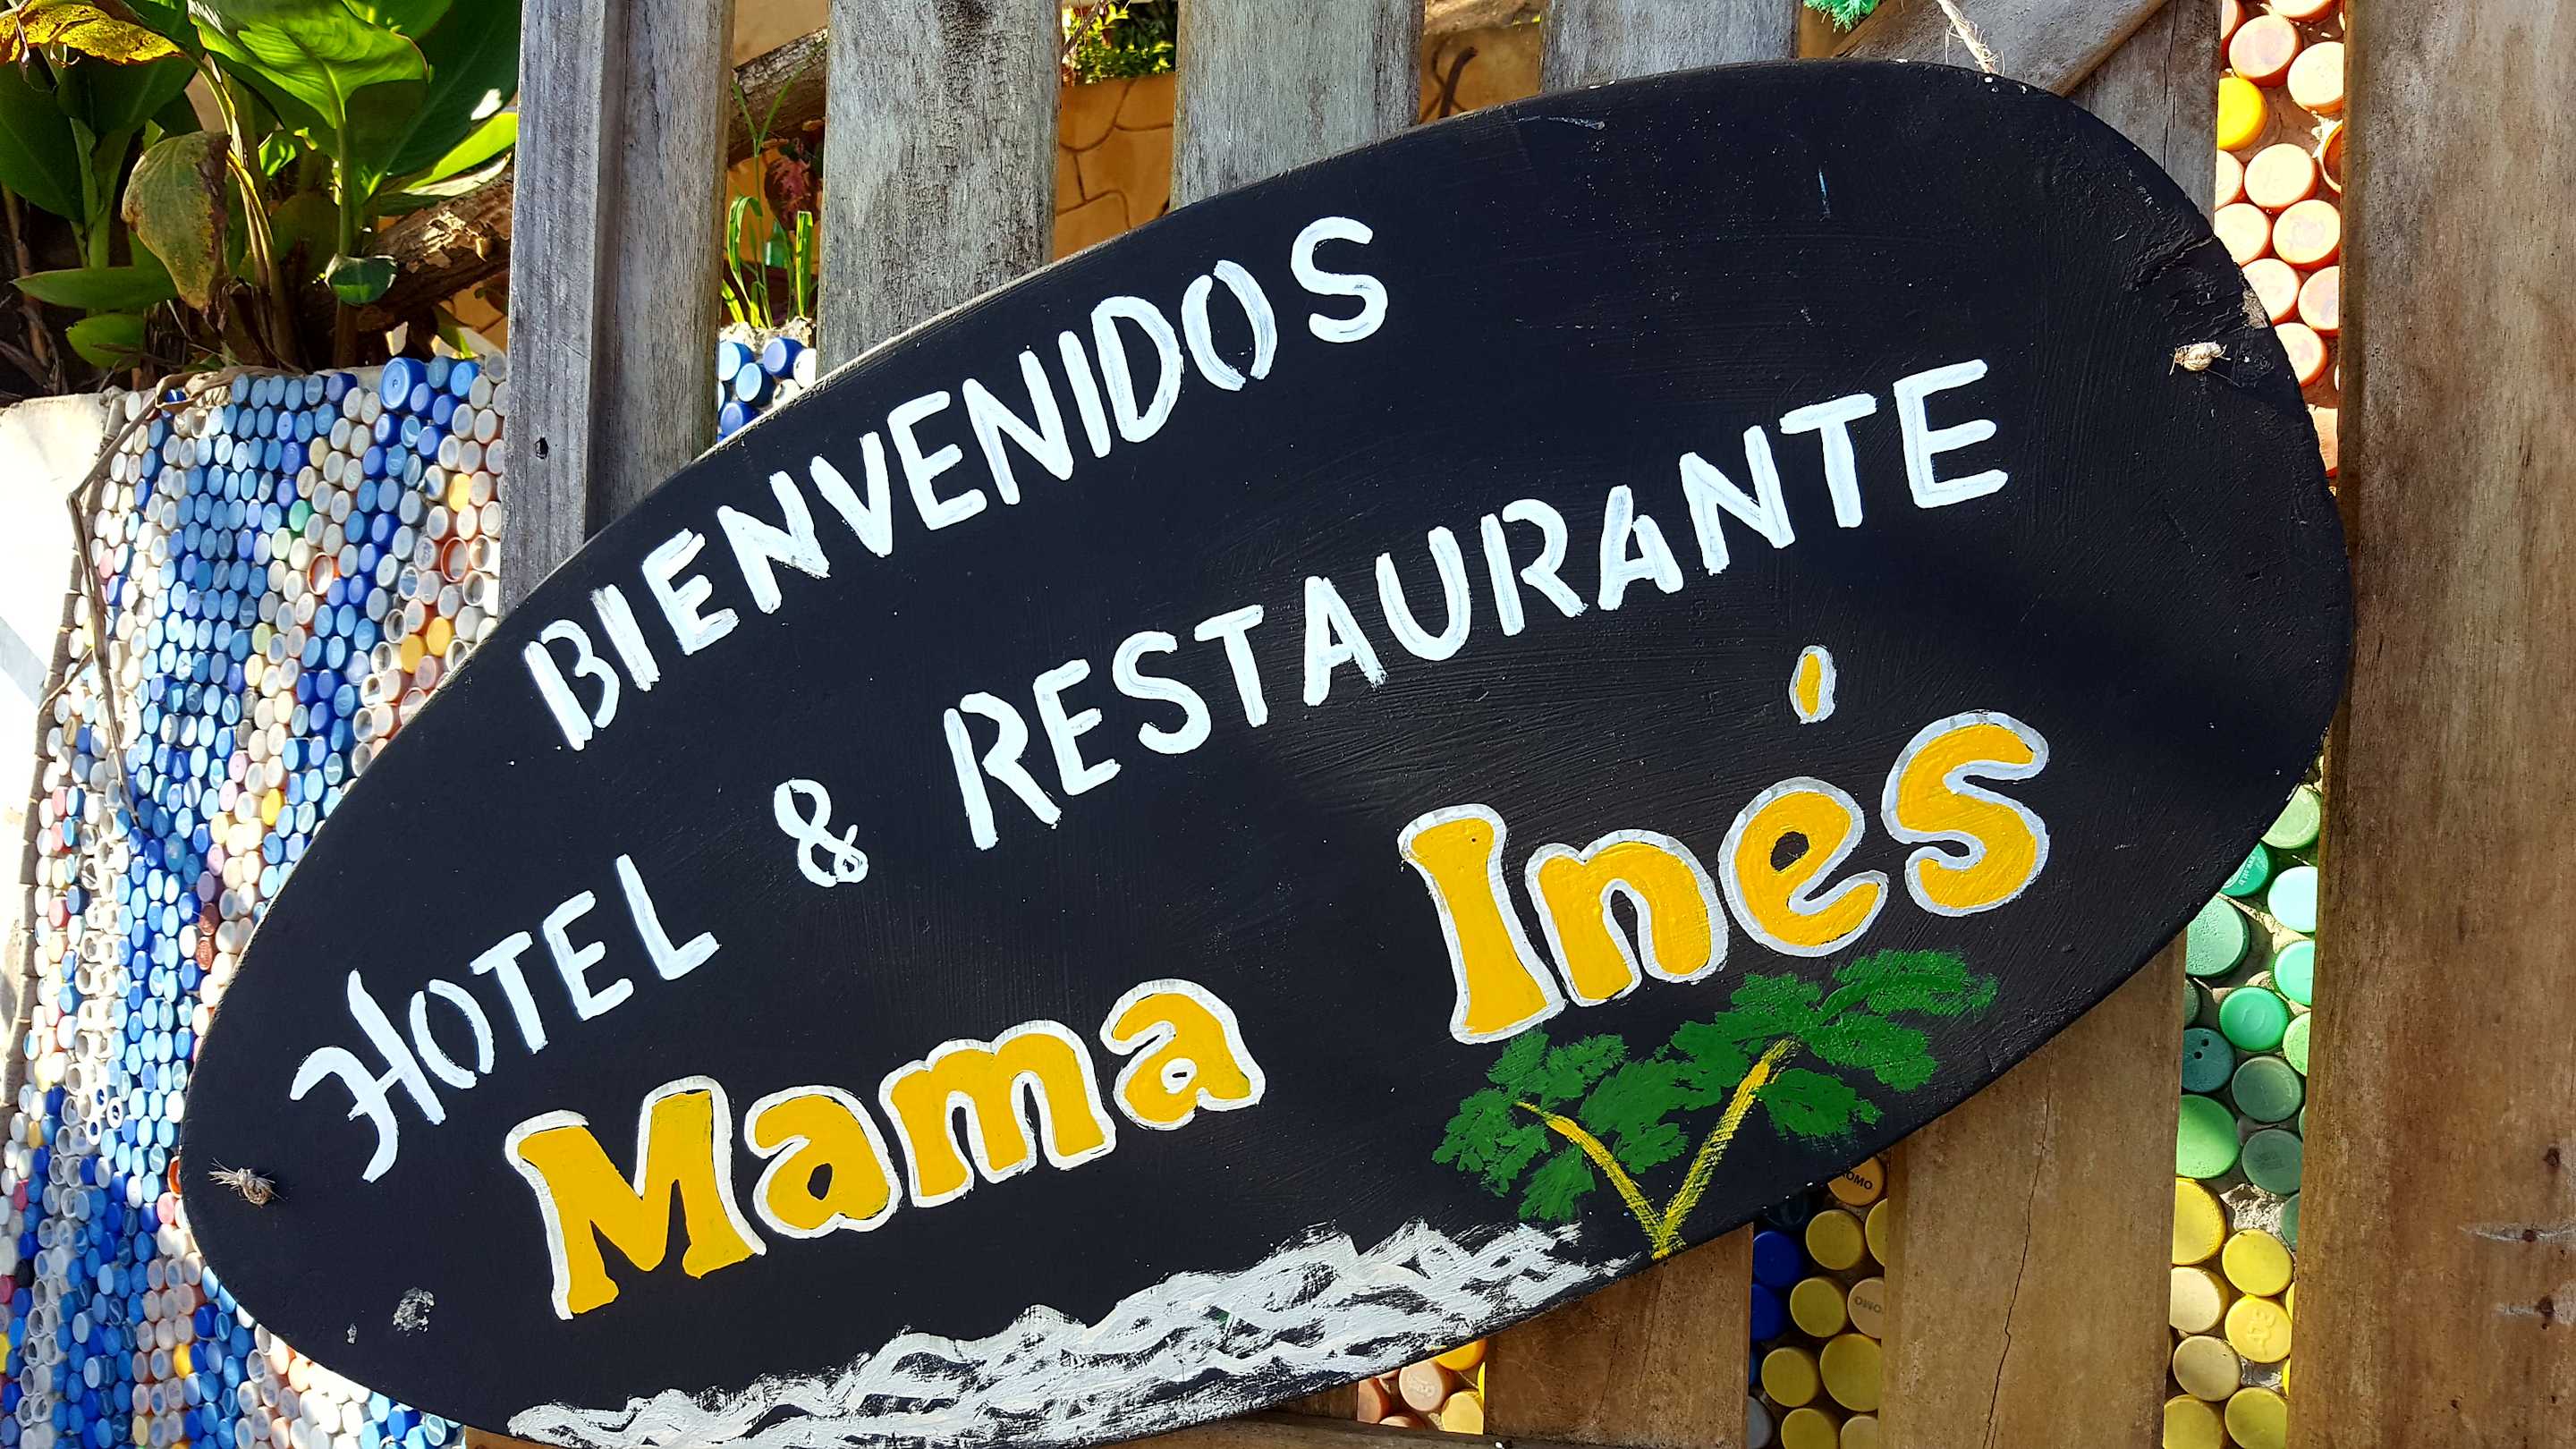 BIENVENIDOS
HOTEL & RESTAURANTE
Mama Inés